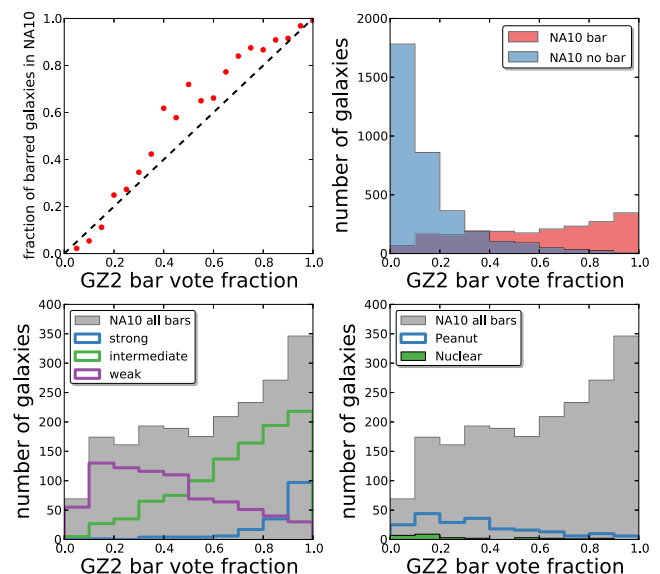 fraction of barred galaxies in NA10
1.0
0.8
0.6
0.4
0.2
0.0
0.0 0.2 0.4 0.6 0.8 1.0
GZ2 bar vote fraction
number of galaxies
2000
1500
1000
500
0
NA10 bar
NA10 no bar
0.0 0.2 0.4 0.6 0.8 1.0
GZ2 bar vote fraction
number of galaxies
400
350
300
250
200
150
100
50
0
NA10 all bars
strong
intermediate
weak
0.0 0.2 0.4 0.6 0.8 1.0
GZ2 bar vote fraction
number of galaxies
400
350
300
250
200
150
100
50
0
NA10 all bars
Peanut
Nuclear
0.0 0.2 0.4 0.6 0.8 1.0
GZ2 bar vote fraction